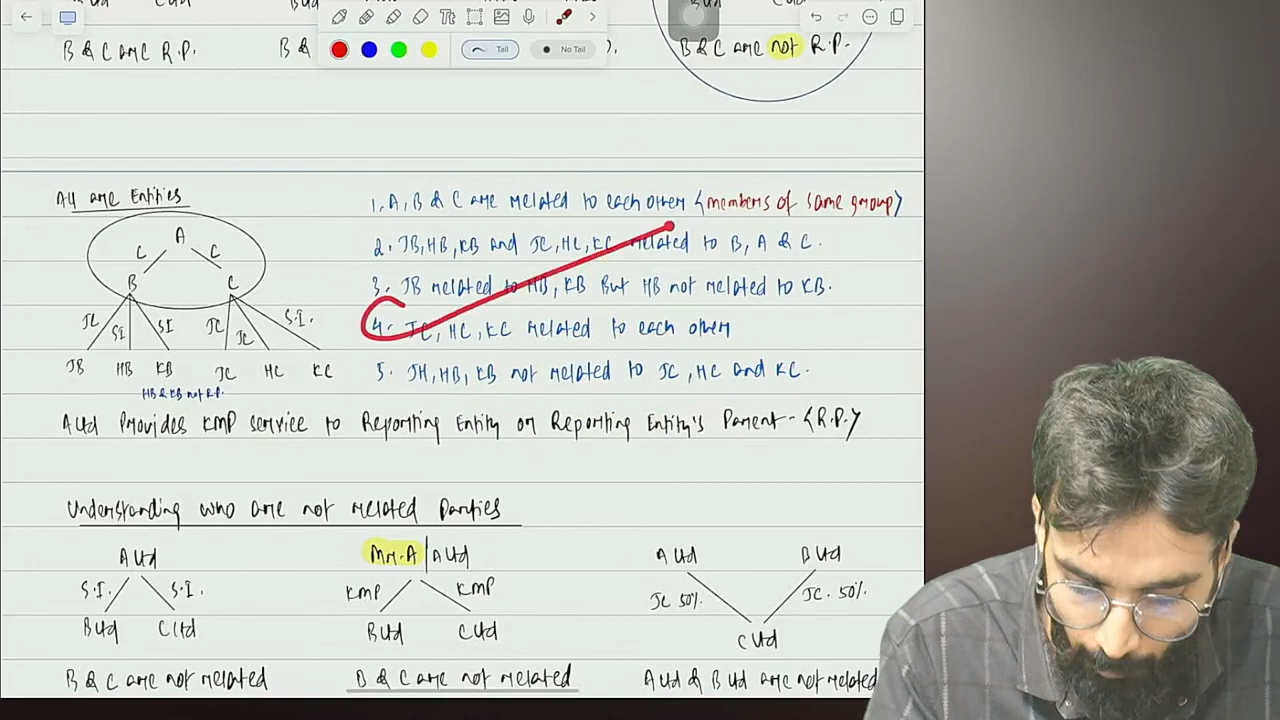 B & C are R.P.
B &
B & C are not R.P.
Tail
No Tail
All are Entities
A
C C
B C
JC SI SI JC JC S.I.
JB HB KB JC HC KC
HB & KB not R.P.
1. A, B & C are related to each other {members of same group}
2. JB, HB, KB and JC, HC, KC related to B, A & C.
3. JB related to HB, KB But HB not related to KB.
4. JC, HC, KC related to each other
5. JH, HB, KB not related to JC, HC and KC.
A Ltd Provides KMP service to Reporting Entity or Reporting Entity's Parent - {R.P.}
Understanding who are not related Parties
A Ltd
S.I. S.I.
B Ltd C Ltd
B & C are not related
Mr. A | A Ltd
KMP KMP
B Ltd C Ltd
B & C are not related
A Ltd B Ltd
JC 50%. JC. 50%.
C Ltd
A Ltd & B Ltd are not related